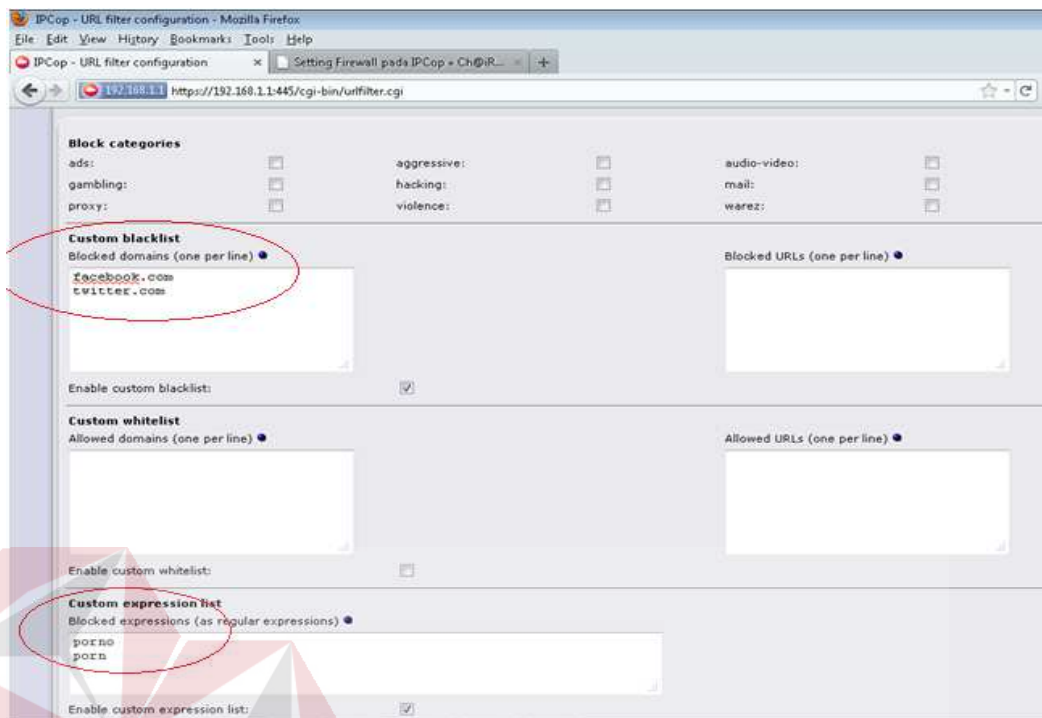 IPCop - URL filter configuration - Mozilla Firefox
File Edit View History Bookmarks Tools Help
IPCop - URL filter configuration × Setting Firewall pada IPCop « Ch@iR... × +
192.168.1.1 https://192.168.1.1:445/cgi-bin/urlfilter.cgi
Block categories
ads: aggressive: audio-video:
gambling: hacking: mail:
proxy: violence: warez:
Custom blacklist
Blocked domains (one per line) Blocked URLs (one per line)
facebook.com
twitter.com
Enable custom blacklist:
Custom whitelist
Allowed domains (one per line) Allowed URLs (one per line)
Enable custom whitelist:
Custom expression list
Blocked expressions (as regular expressions)
porno
porn
Enable custom expression list: